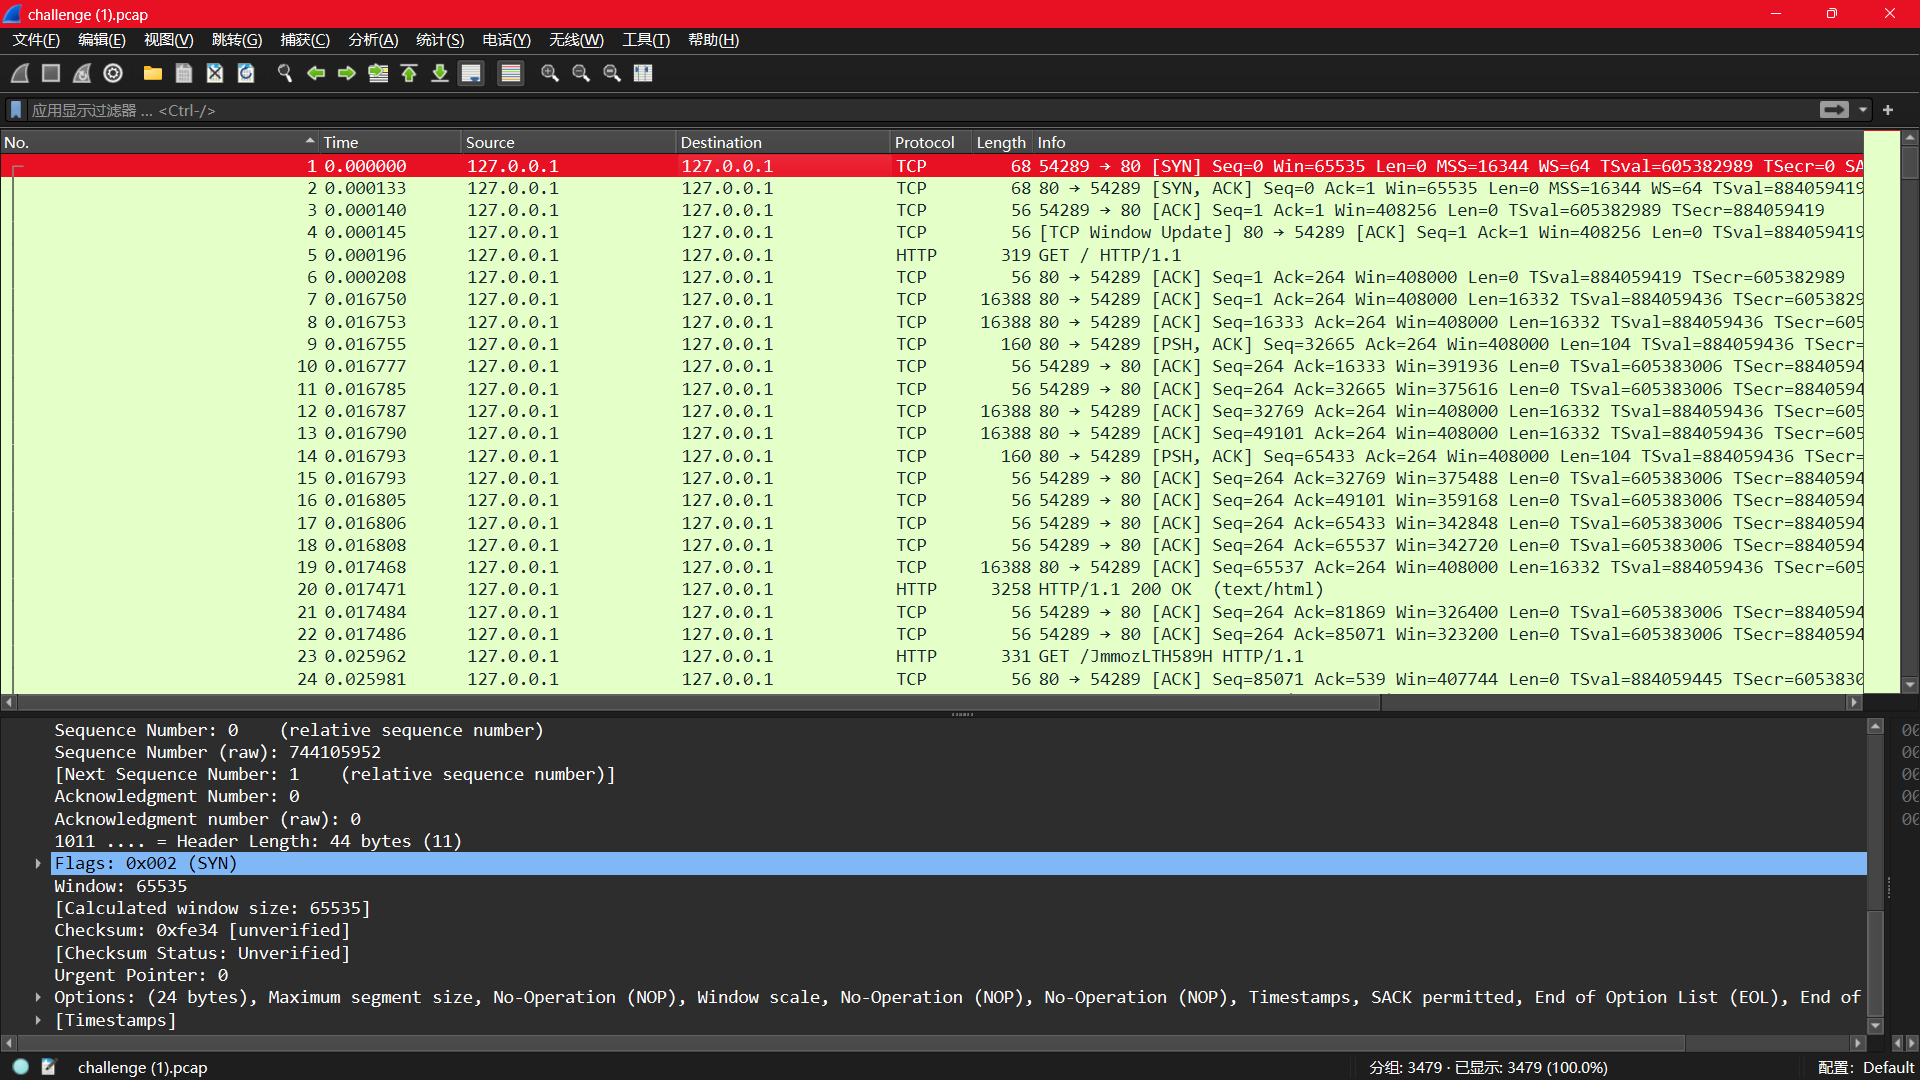 challenge (1).pcap
文件(F) 编辑(E) 视图(V) 跳转(G) 捕获(C) 分析(A) 统计(S) 电话(Y) 无线(W) 工具(T) 帮助(H)
应用显示过滤器 … <Ctrl-/>
No. Time Source Destination Protocol Length Info
1 0.000000 127.0.0.1 127.0.0.1 TCP 68 54289 → 80 [SYN] Seq=0 Win=65535 Len=0 MSS=16344 WS=64 TSval=605382989 TSecr=0 SA
2 0.000133 127.0.0.1 127.0.0.1 TCP 68 80 → 54289 [SYN, ACK] Seq=0 Ack=1 Win=65535 Len=0 MSS=16344 WS=64 TSval=884059419
3 0.000140 127.0.0.1 127.0.0.1 TCP 56 54289 → 80 [ACK] Seq=1 Ack=1 Win=408256 Len=0 TSval=605382989 TSecr=884059419
4 0.000145 127.0.0.1 127.0.0.1 TCP 56 [TCP Window Update] 80 → 54289 [ACK] Seq=1 Ack=1 Win=408256 Len=0 TSval=884059419
5 0.000196 127.0.0.1 127.0.0.1 HTTP 319 GET / HTTP/1.1
6 0.000208 127.0.0.1 127.0.0.1 TCP 56 80 → 54289 [ACK] Seq=1 Ack=264 Win=408000 Len=0 TSval=884059419 TSecr=605382989
7 0.016750 127.0.0.1 127.0.0.1 TCP 16388 80 → 54289 [ACK] Seq=1 Ack=264 Win=408000 Len=16332 TSval=884059436 TSecr=6053829
8 0.016753 127.0.0.1 127.0.0.1 TCP 16388 80 → 54289 [ACK] Seq=16333 Ack=264 Win=408000 Len=16332 TSval=884059436 TSecr=605
9 0.016755 127.0.0.1 127.0.0.1 TCP 160 80 → 54289 [PSH, ACK] Seq=32665 Ack=264 Win=408000 Len=104 TSval=884059436 TSecr=
10 0.016777 127.0.0.1 127.0.0.1 TCP 56 54289 → 80 [ACK] Seq=264 Ack=16333 Win=391936 Len=0 TSval=605383006 TSecr=8840594
11 0.016785 127.0.0.1 127.0.0.1 TCP 56 54289 → 80 [ACK] Seq=264 Ack=32665 Win=375616 Len=0 TSval=605383006 TSecr=8840594
12 0.016787 127.0.0.1 127.0.0.1 TCP 16388 80 → 54289 [ACK] Seq=32769 Ack=264 Win=408000 Len=16332 TSval=884059436 TSecr=605
13 0.016790 127.0.0.1 127.0.0.1 TCP 16388 80 → 54289 [ACK] Seq=49101 Ack=264 Win=408000 Len=16332 TSval=884059436 TSecr=605
14 0.016793 127.0.0.1 127.0.0.1 TCP 160 80 → 54289 [PSH, ACK] Seq=65433 Ack=264 Win=408000 Len=104 TSval=884059436 TSecr=
15 0.016793 127.0.0.1 127.0.0.1 TCP 56 54289 → 80 [ACK] Seq=264 Ack=32769 Win=375488 Len=0 TSval=605383006 TSecr=8840594
16 0.016805 127.0.0.1 127.0.0.1 TCP 56 54289 → 80 [ACK] Seq=264 Ack=49101 Win=359168 Len=0 TSval=605383006 TSecr=8840594
17 0.016806 127.0.0.1 127.0.0.1 TCP 56 54289 → 80 [ACK] Seq=264 Ack=65433 Win=342848 Len=0 TSval=605383006 TSecr=8840594
18 0.016808 127.0.0.1 127.0.0.1 TCP 56 54289 → 80 [ACK] Seq=264 Ack=65537 Win=342720 Len=0 TSval=605383006 TSecr=8840594
19 0.017468 127.0.0.1 127.0.0.1 TCP 16388 80 → 54289 [ACK] Seq=65537 Ack=264 Win=408000 Len=16332 TSval=884059436 TSecr=605
20 0.017471 127.0.0.1 127.0.0.1 HTTP 3258 HTTP/1.1 200 OK (text/html)
21 0.017484 127.0.0.1 127.0.0.1 TCP 56 54289 → 80 [ACK] Seq=264 Ack=81869 Win=326400 Len=0 TSval=605383006 TSecr=8840594
22 0.017486 127.0.0.1 127.0.0.1 TCP 56 54289 → 80 [ACK] Seq=264 Ack=85071 Win=323200 Len=0 TSval=605383006 TSecr=8840594
23 0.025962 127.0.0.1 127.0.0.1 HTTP 331 GET /JmmozLTH589H HTTP/1.1
24 0.025981 127.0.0.1 127.0.0.1 TCP 56 80 → 54289 [ACK] Seq=85071 Ack=539 Win=407744 Len=0 TSval=884059445 TSecr=6053830
Sequence Number: 0 (relative sequence number)
Sequence Number (raw): 744105952
[Next Sequence Number: 1 (relative sequence number)]
Acknowledgment Number: 0
Acknowledgment number (raw): 0
1011 .... = Header Length: 44 bytes (11)
Flags: 0x002 (SYN)
Window: 65535
[Calculated window size: 65535]
Checksum: 0xfe34 [unverified]
[Checksum Status: Unverified]
Urgent Pointer: 0
Options: (24 bytes), Maximum segment size, No-Operation (NOP), Window scale, No-Operation (NOP), No-Operation (NOP), Timestamps, SACK permitted, End of Option List (EOL), End of
[Timestamps]
00
00
00
00
00
challenge (1).pcap 分组: 3479 · 已显示: 3479 (100.0%) 配置: Default